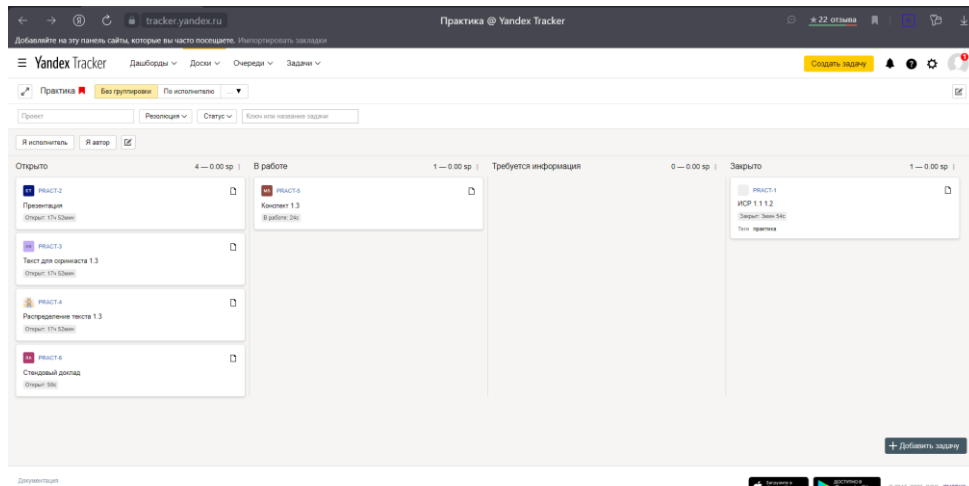 tracker.yandex.ru Практика @ Yandex Tracker ★22 отзыва
Добавляйте на эту панель сайты, которые вы часто посещаете. Импортировать закладки
Yandex Tracker Дашборды Доски Очереди Задачи Создать задачу
Практика Без группировки По исполнителю ...
Проект Резолюция Статус Ключ или название задачи
Я исполнитель Я автор
Открыто 4 — 0.00 sp В работе 1 — 0.00 sp Требуется информация 0 — 0.00 sp Закрыто 1 — 0.00 sp
PRACT-2
Презентация
Открыт: 17ч 52мин
PRACT-3
Текст для скринкаста 1.3
Открыт: 17ч 52мин
PRACT-4
Распределение текста 1.3
Открыт: 17ч 52мин
PRACT-6
Стендовый доклад
Открыт: 50с
PRACT-5
Конспект 1.3
В работе: 24с
PRACT-1
ИСР 1.1 1.2
Закрыт: 3мин 54с
Теги практика
+ Добавить задачу
Документация
Загрузите в ДОСТУПНО В